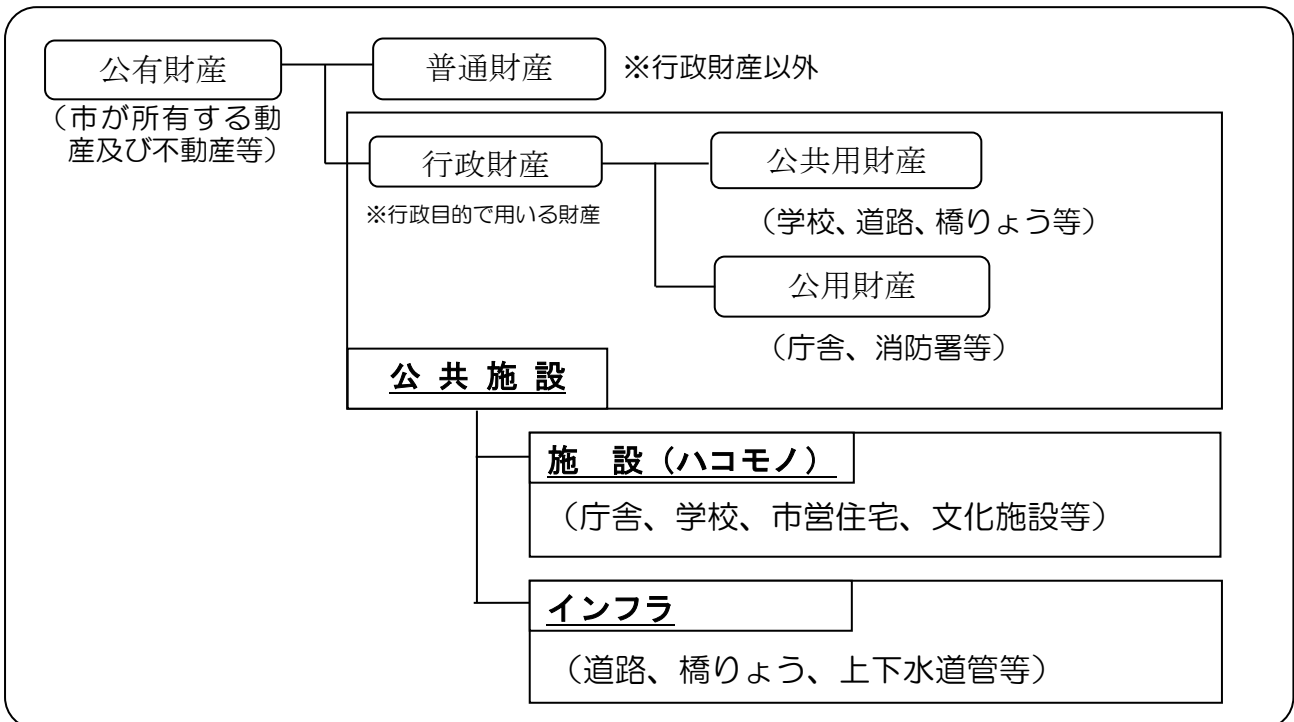 公有財産
普通財産
※行政財産以外
（市が所有する動
産及び不動産等）
行政財産
公共用財産
※行政目的で用いる財産
（学校、道路、橋りょう等）
公用財産
（庁舎、消防署等）
公 共 施 設
施　設（ハコモノ）
（庁舎、学校、市営住宅、文化施設等）
インフラ
（道路、橋りょう、上下水道管等）